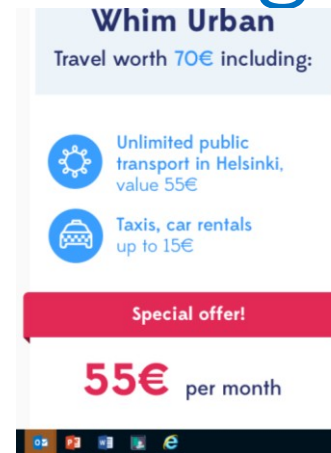 Whim Urban
Travel worth 70€ including:
Unlimited public
transport in Helsinki,
value 55€
Taxis, car rentals
up to 15€
Special offer!
55€ per month